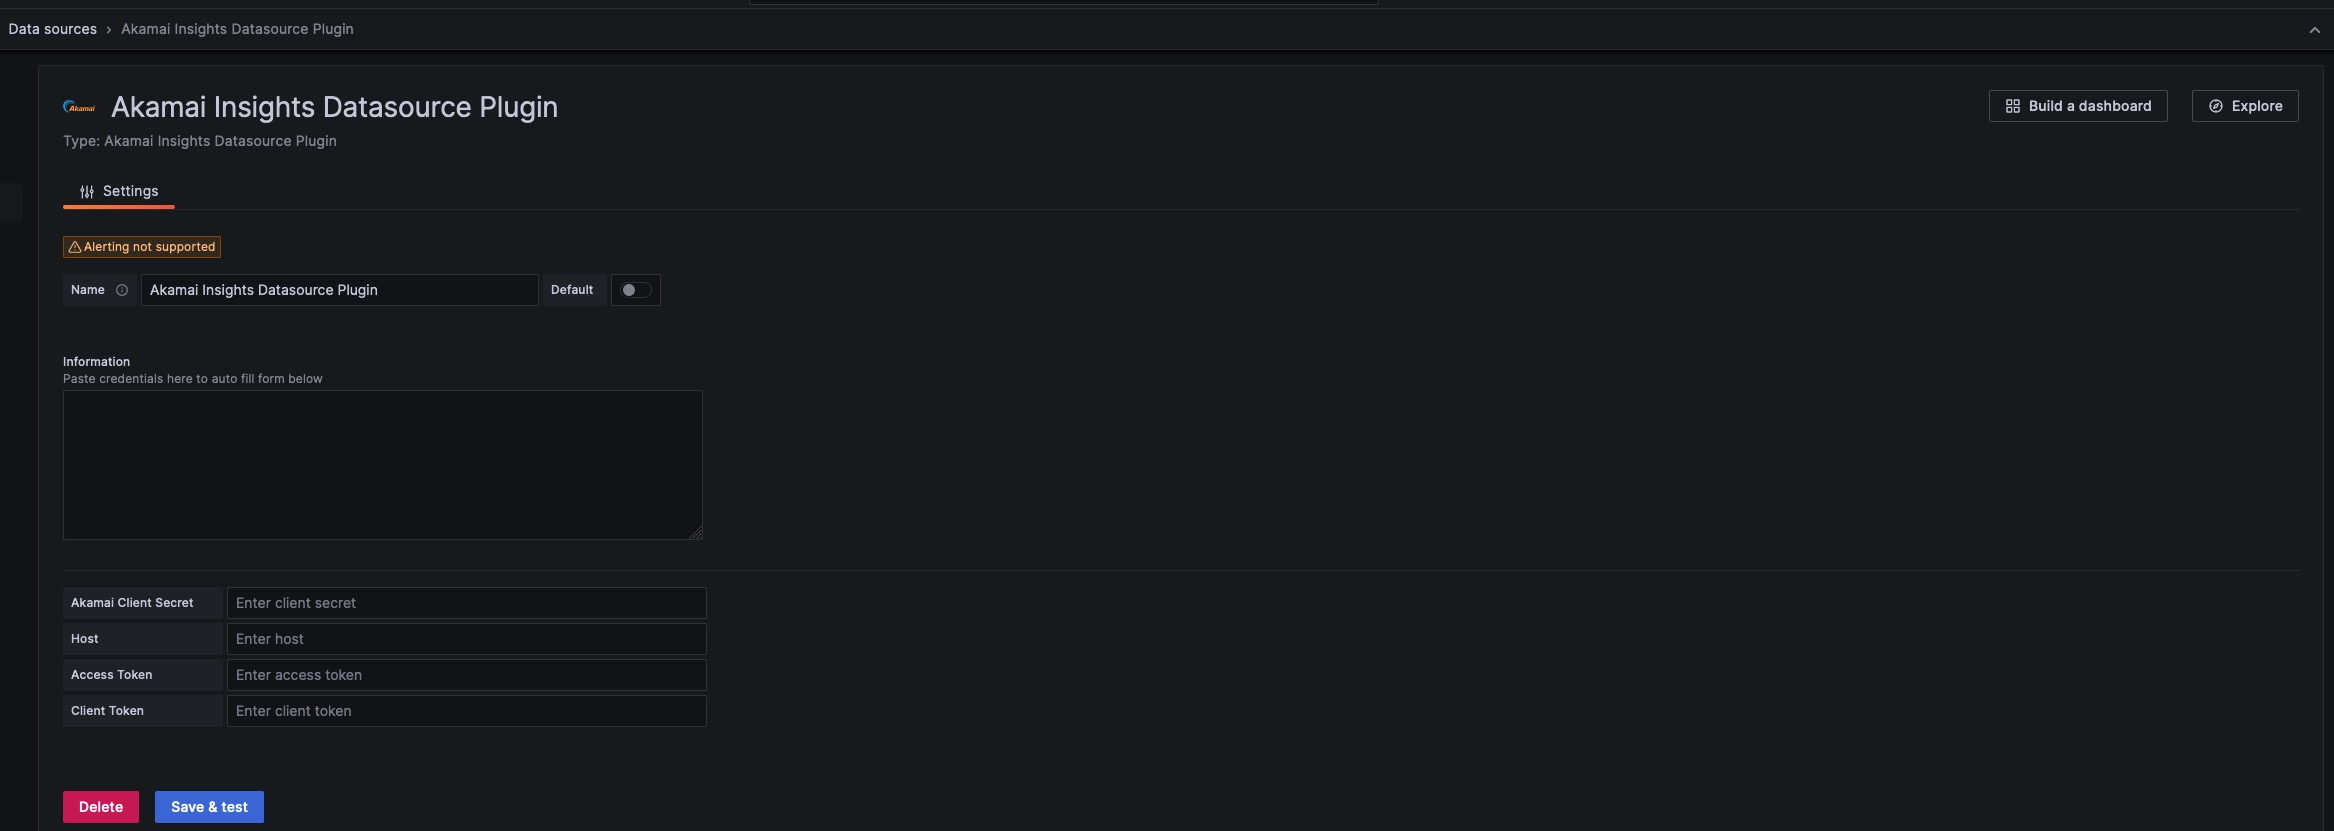 Data sources › Akamai Insights Datasource Plugin
Akamai Akamai Insights Datasource Plugin
Build a dashboard
Explore
Type: Akamai Insights Datasource Plugin
Settings
Alerting not supported
Name Akamai Insights Datasource Plugin Default
Information
Paste credentials here to auto fill form below
Akamai Client Secret Enter client secret
Host Enter host
Access Token Enter access token
Client Token Enter client token
Delete Save & test